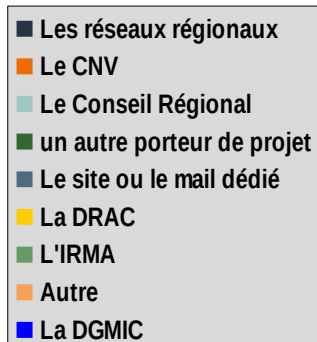 Les réseaux régionaux
Le CNV
Le Conseil Régional
un autre porteur de projet
Le site ou le mail dédié
La DRAC
L'IRMA
Autre
La DGMIC